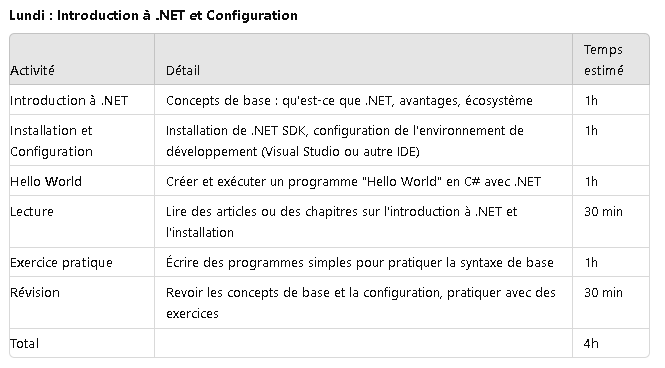 Lundi : Introduction à .NET et Configuration
Activité Détail Temps estimé
Introduction à .NET Concepts de base : qu'est-ce que .NET, avantages, écosystème 1h
Installation et Configuration Installation de .NET SDK, configuration de l'environnement de développement (Visual Studio ou autre IDE) 1h
Hello World Créer et exécuter un programme "Hello World" en C# avec .NET 1h
Lecture Lire des articles ou des chapitres sur l'introduction à .NET et l'installation 30 min
Exercice pratique Écrire des programmes simples pour pratiquer la syntaxe de base 1h
Révision Revoir les concepts de base et la configuration, pratiquer avec des exercices 30 min
Total 4h